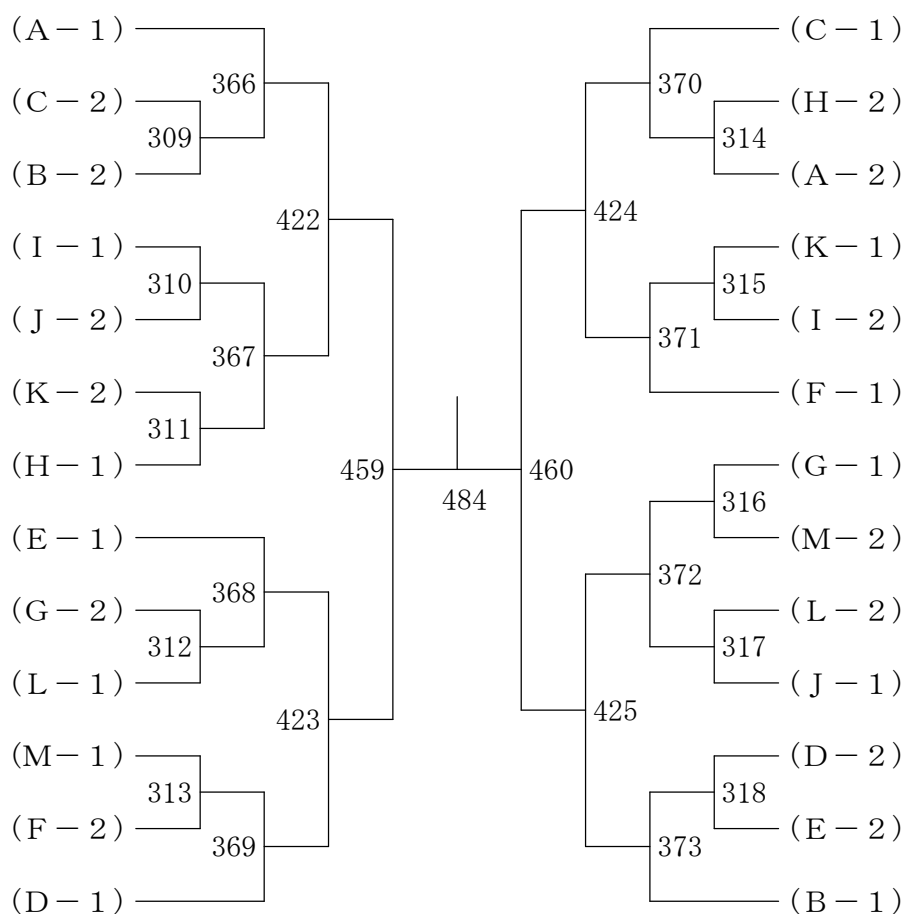 (A－1)
(C－2)
(B－2)
(I－1)
(J－2)
(K－2)
(H－1)
(E－1)
(G－2)
(L－1)
(M－1)
(F－2)
(D－1)
309
310
311
312
313
366
367
368
369
422
423
459
484
460
424
425
370
371
372
373
314
315
316
317
318
(C－1)
(H－2)
(A－2)
(K－1)
(I－2)
(F－1)
(G－1)
(M－2)
(L－2)
(J－1)
(D－2)
(E－2)
(B－1)